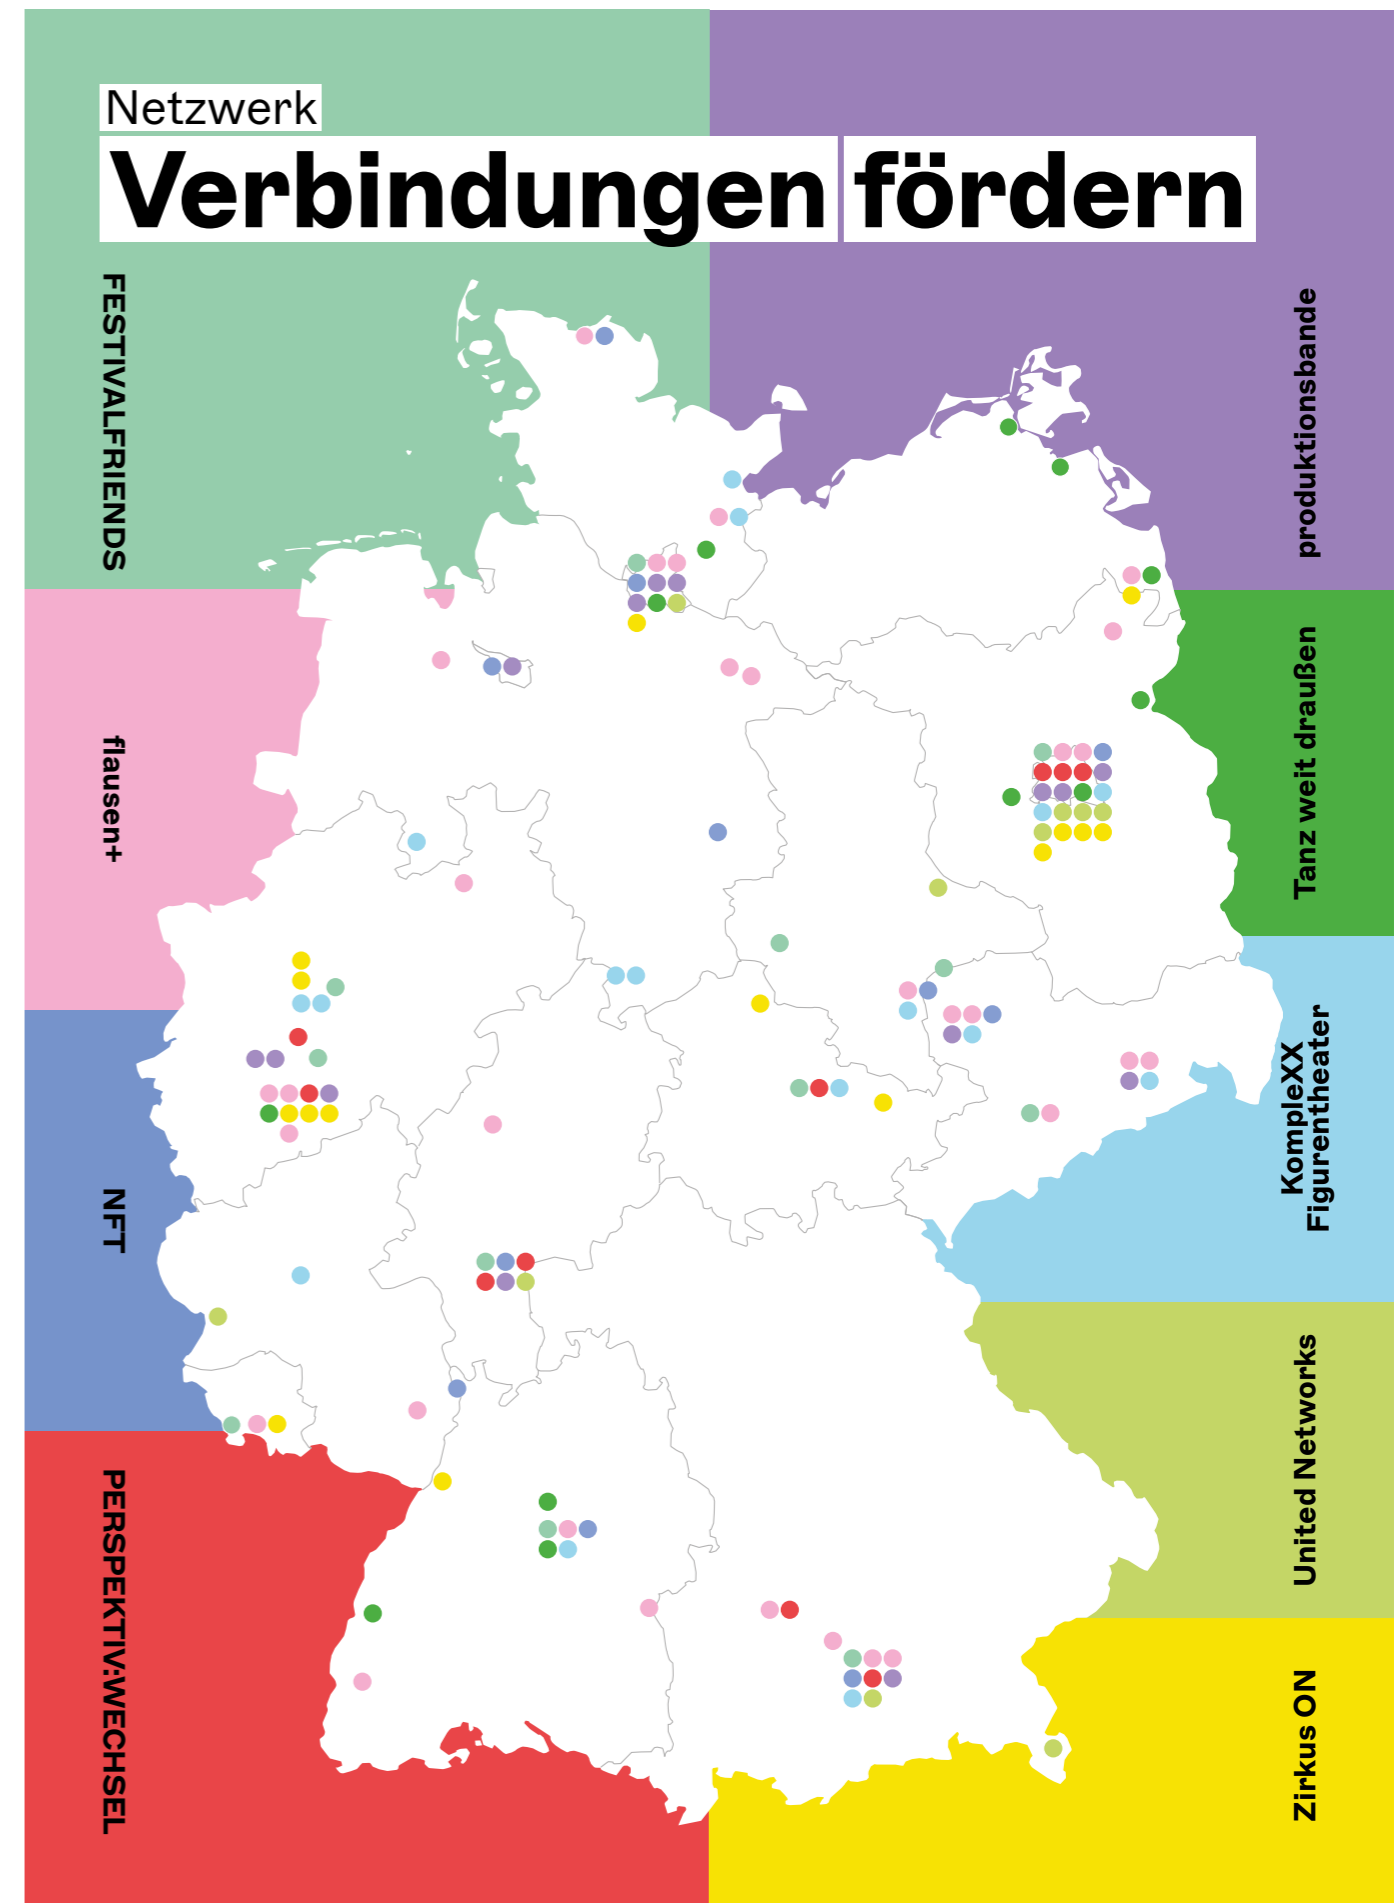 Netzwerk
Verbindungen fördern
FESTIVALFRIENDS
produktionsbande
flausen+
Tanz weit draußen
NFT
KompleXX
Figurentheater
PERSPEKTIV:WECHSEL
United Networks
Zirkus ON